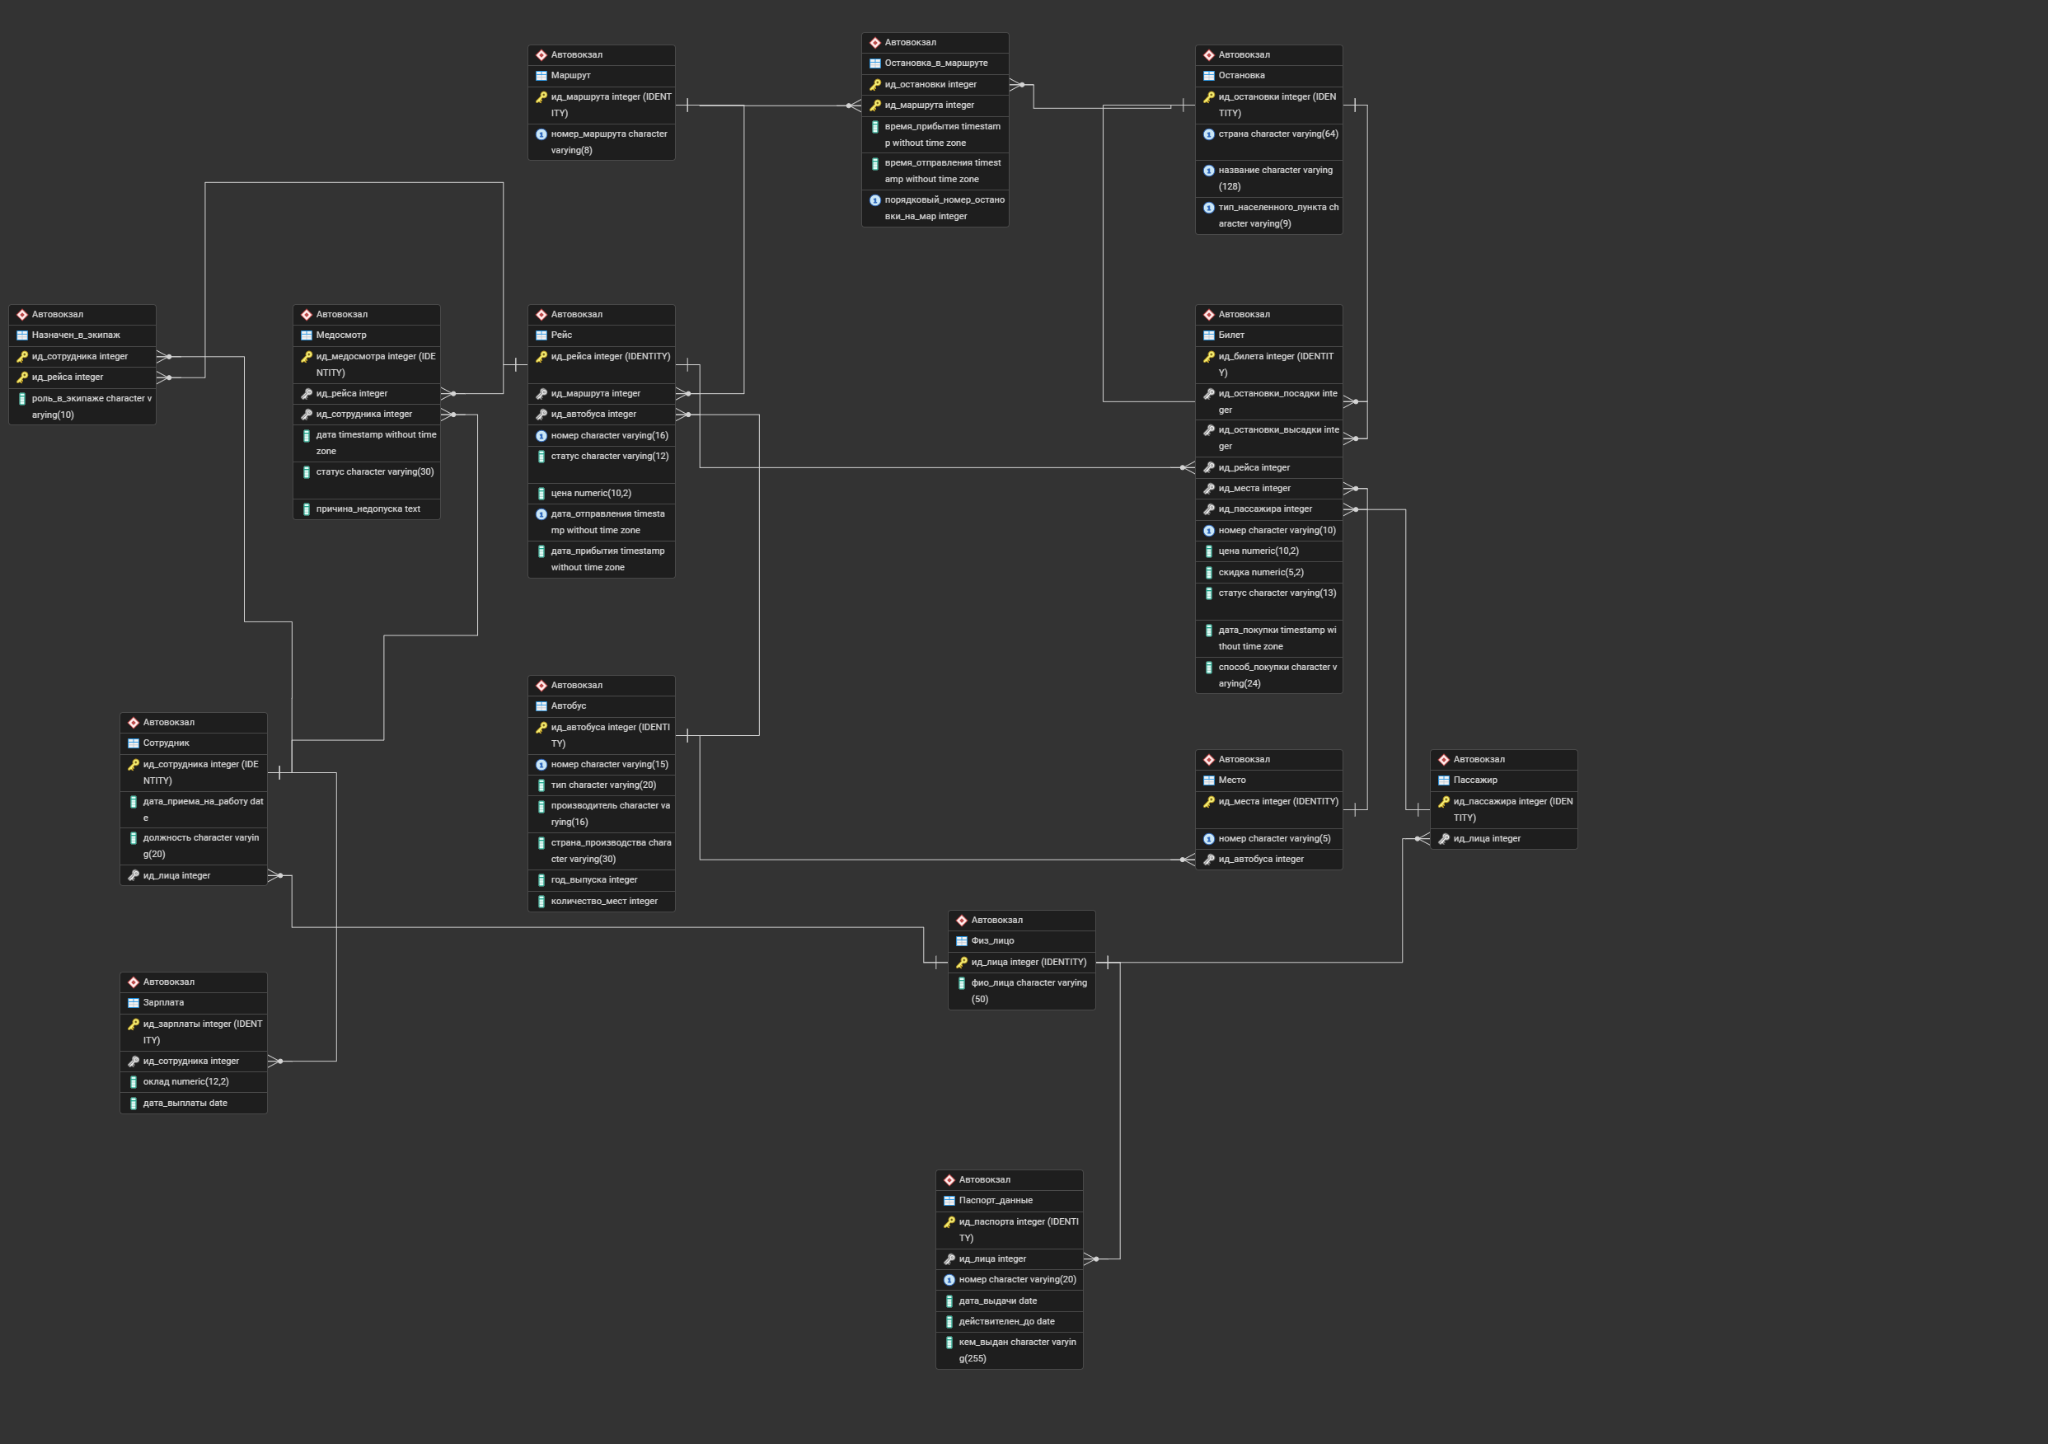 Автовокзал
Маршрут
ид_маршрута integer (IDENT
ITY)
номер_маршрута character
varying(8)
Автовокзал
Остановка_в_маршруте
ид_остановки integer
ид_маршрута integer
время_прибытия timestam
p without time zone
время_отправления timest
amp without time zone
порядковый_номер_остано
вки_на_мар integer
Автовокзал
Остановка
ид_остановки integer (IDEN
TITY)
страна character varying(64)
название character varying
(128)
тип_населенного_пункта ch
aracter varying(9)
Автовокзал
Назначен_в_экипаж
ид_сотрудника integer
ид_рейса integer
роль_в_экипаже character v
arying(10)
Автовокзал
Медосмотр
ид_медосмотра integer (IDE
NTITY)
ид_рейса integer
ид_сотрудника integer
дата timestamp without time
zone
статус character varying(30)
причина_недопуска text
Автовокзал
Рейс
ид_рейса integer (IDENTITY)
ид_маршрута integer
ид_автобуса integer
номер character varying(16)
статус character varying(12)
цена numeric(10,2)
дата_отправления timesta
mp without time zone
дата_прибытия timestamp
without time zone
Автовокзал
Билет
ид_билета integer (IDENTIT
Y)
ид_остановки_посадки inte
ger
ид_остановки_высадки inte
ger
ид_рейса integer
ид_места integer
ид_пассажира integer
номер character varying(10)
цена numeric(10,2)
скидка numeric(5,2)
статус character varying(13)
дата_покупки timestamp wi
thout time zone
способ_покупки character v
arying(24)
Автовокзал
Сотрудник
ид_сотрудника integer (IDE
NTITY)
дата_приема_на_работу dat
e
должность character varyin
g(20)
ид_лица integer
Автовокзал
Автобус
ид_автобуса integer (IDENTI
TY)
номер character varying(15)
тип character varying(20)
производитель character va
rying(16)
страна_производства chara
cter varying(30)
год_выпуска integer
количество_мест integer
Автовокзал
Место
ид_места integer (IDENTITY)
номер character varying(5)
ид_автобуса integer
Автовокзал
Пассажир
ид_пассажира integer (IDEN
TITY)
ид_лица integer
Автовокзал
Физ_лицо
ид_лица integer (IDENTITY)
фио_лица character varying
(50)
Автовокзал
Зарплата
ид_зарплаты integer (IDENT
ITY)
ид_сотрудника integer
оклад numeric(12,2)
дата_выплаты date
Автовокзал
Паспорт_данные
ид_паспорта integer (IDENTI
TY)
ид_лица integer
номер character varying(20)
дата_выдачи date
действителен_до date
кем_выдан character varyin
g(255)